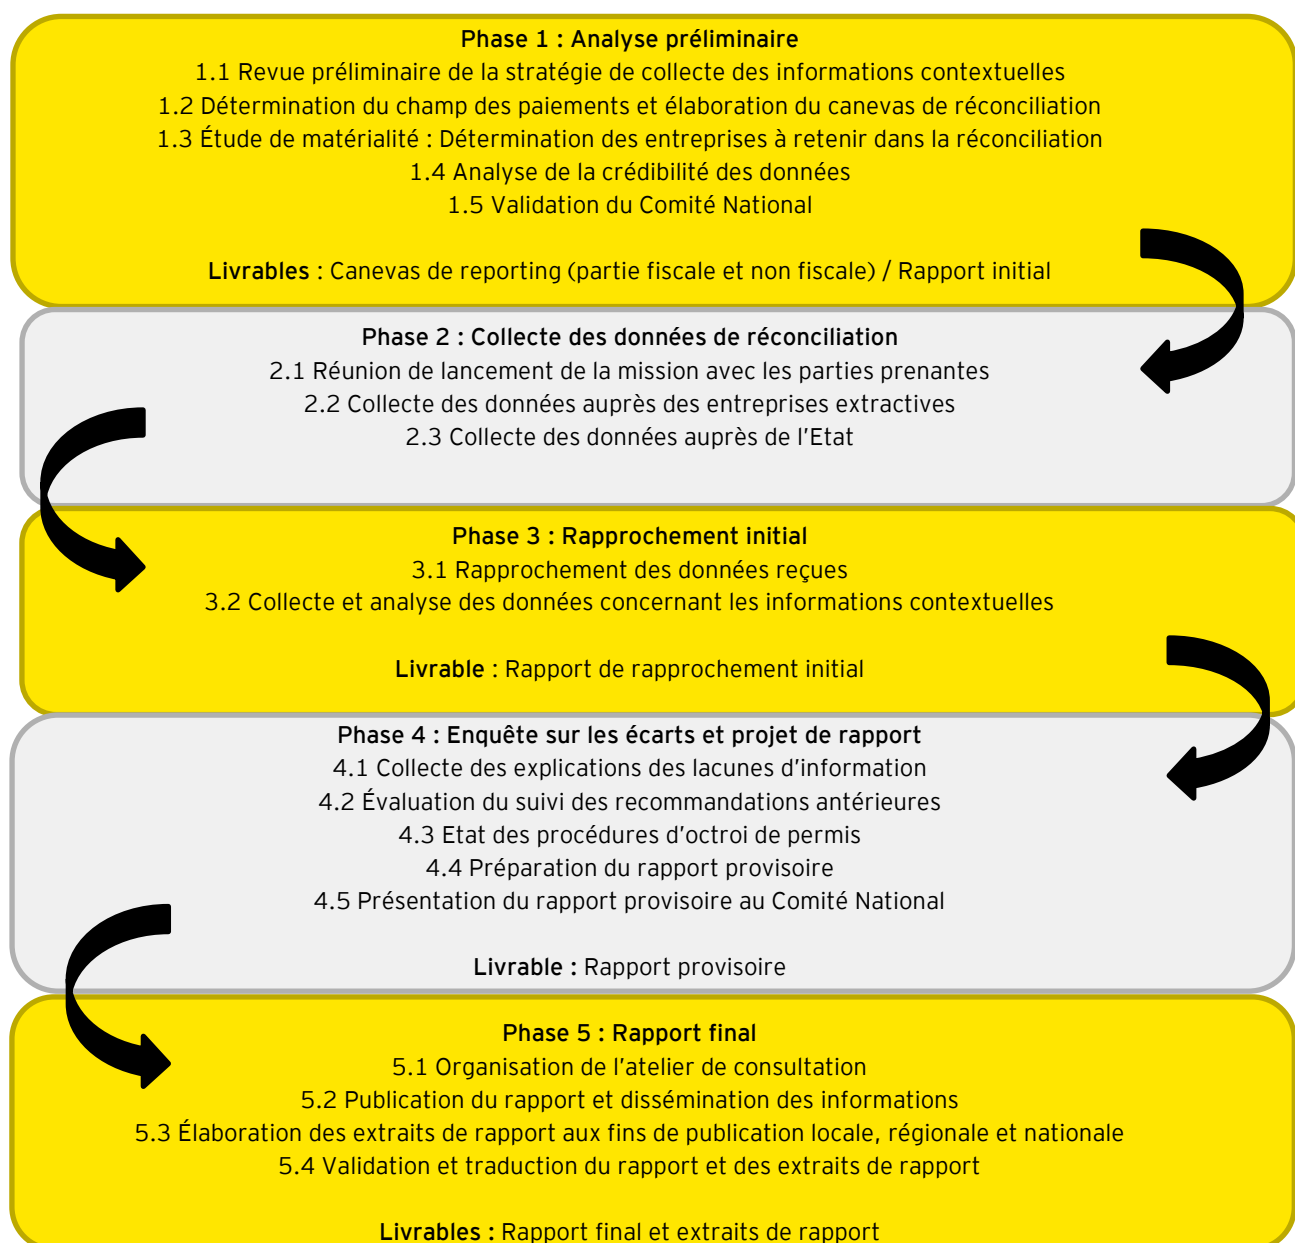 Phase 1 : Analyse préliminaire
1.1 Revue préliminaire de la stratégie de collecte des informations contextuelles
1.2 Détermination du champ des paiements et élaboration du canevas de réconciliation
1.3 Étude de matérialité : Détermination des entreprises à retenir dans la réconciliation
1.4 Analyse de la crédibilité des données
1.5 Validation du Comité National
Livrables : Canevas de reporting (partie fiscale et non fiscale) / Rapport initial
Phase 2 : Collecte des données de réconciliation
2.1 Réunion de lancement de la mission avec les parties prenantes
2.2 Collecte des données auprès des entreprises extractives
2.3 Collecte des données auprès de l'Etat
Phase 3 : Rapprochement initial
3.1 Rapprochement des données reçues
3.2 Collecte et analyse des données concernant les informations contextuelles
Livrable : Rapport de rapprochement initial
Phase 4 : Enquête sur les écarts et projet de rapport
4.1 Collecte des explications des lacunes d'information
4.2 Évaluation du suivi des recommandations antérieures
4.3 Etat des procédures d'octroi de permis
4.4 Préparation du rapport provisoire
4.5 Présentation du rapport provisoire au Comité National
Livrable : Rapport provisoire
Phase 5 : Rapport final
5.1 Organisation de l'atelier de consultation
5.2 Publication du rapport et dissémination des informations
5.3 Élaboration des extraits de rapport aux fins de publication locale, régionale et nationale
5.4 Validation et traduction du rapport et des extraits de rapport
Livrables : Rapport final et extraits de rapport